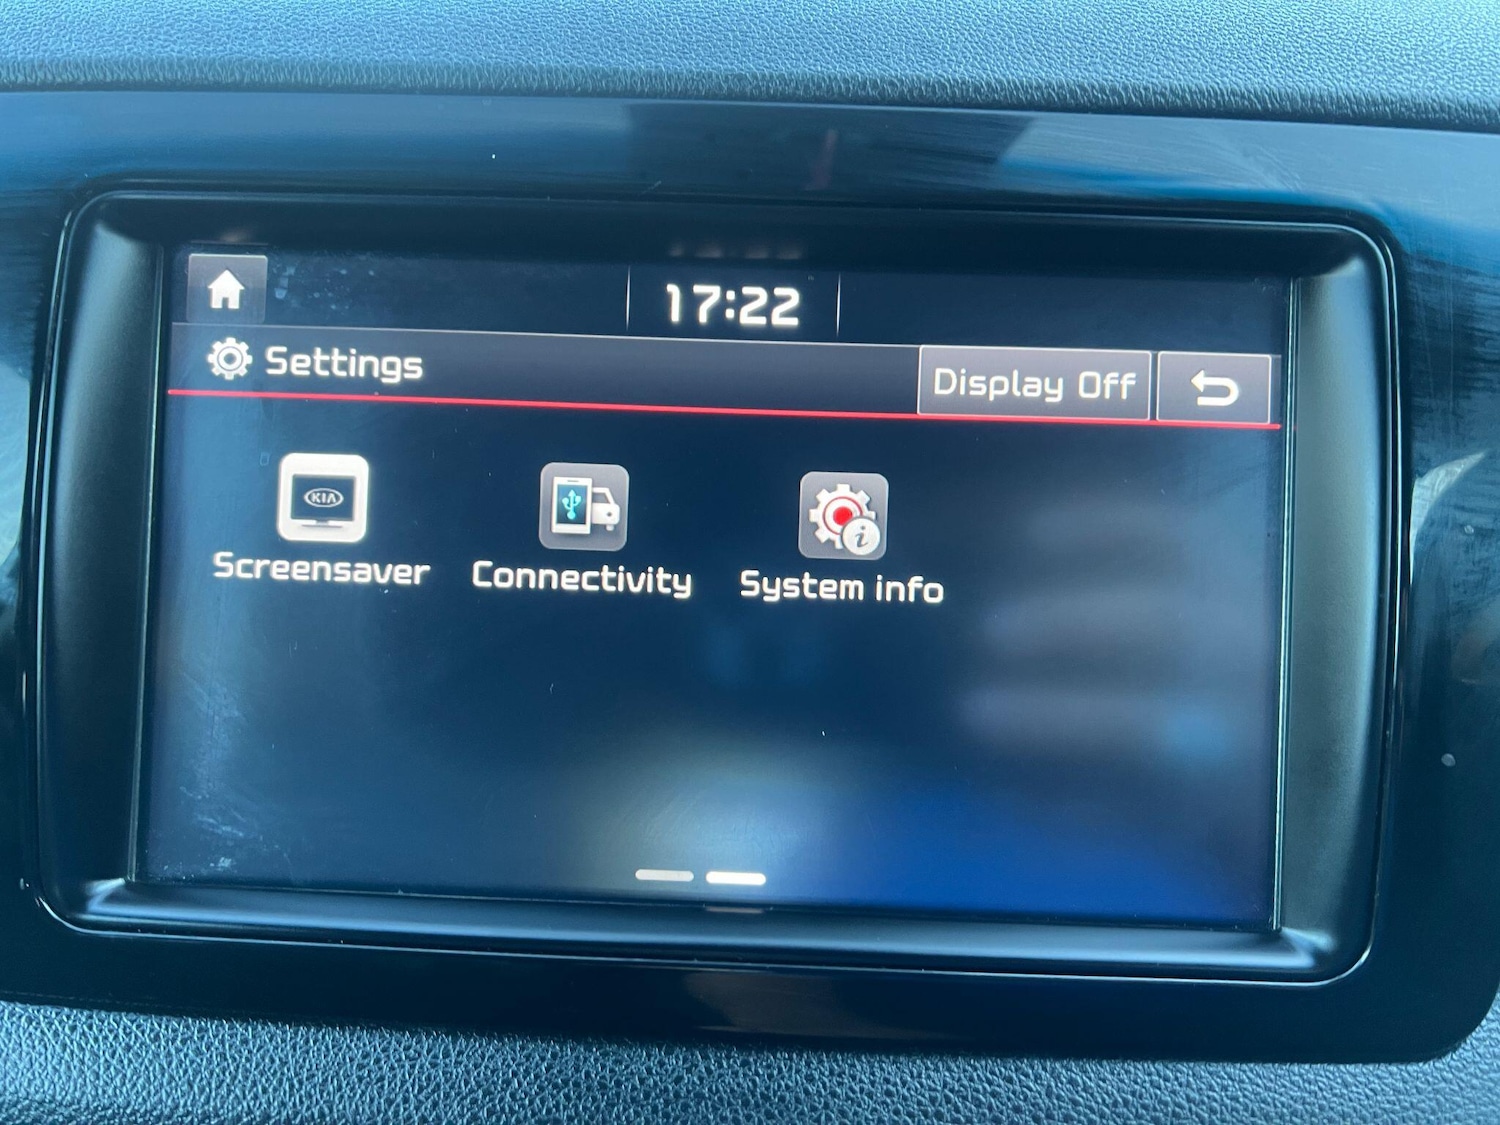 17:22
Settings
Display Off
KIA
Screensaver
Connectivity
i
System info